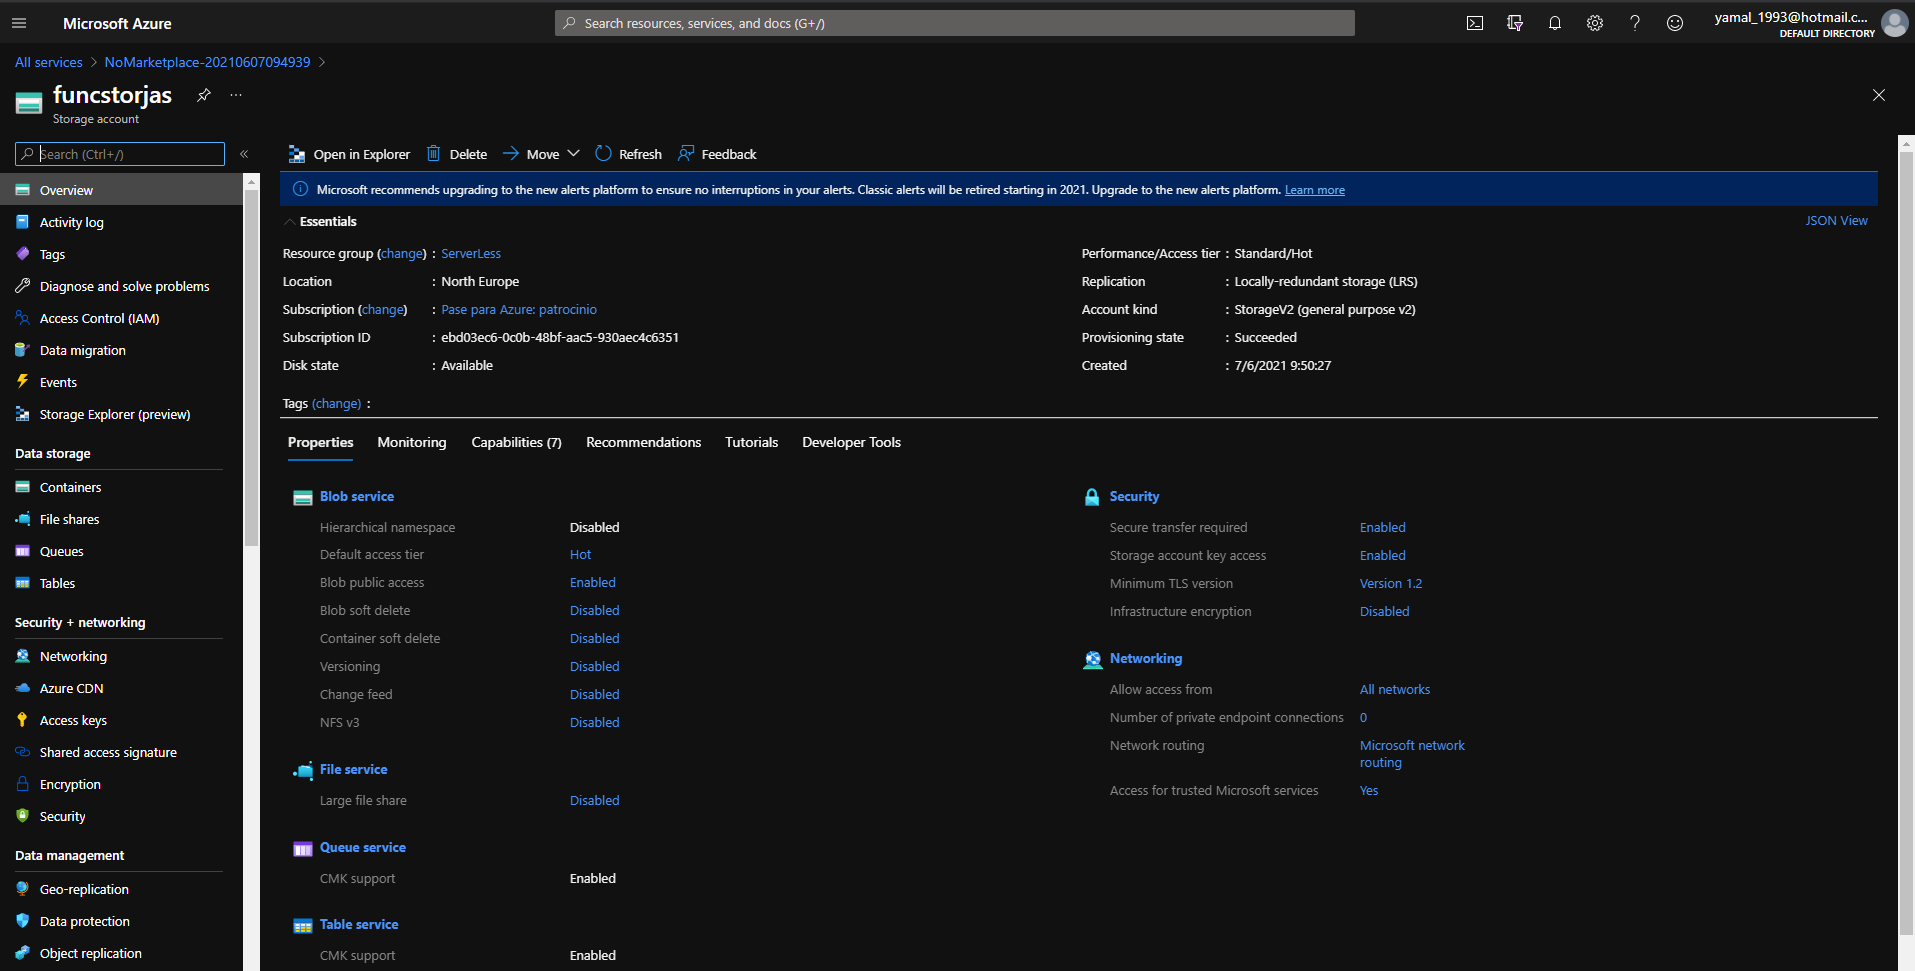 Microsoft Azure
Search resources, services, and docs (G+/)
yamal_1993@hotmail.c...
DEFAULT DIRECTORY
All services > NoMarketplace-20210607094939 >
funcstorjas
Storage account
Search (Ctrl+/)
«
Overview
Activity log
Tags
Diagnose and solve problems
Access Control (IAM)
Data migration
Events
Storage Explorer (preview)
Data storage
Containers
File shares
Queues
Tables
Security + networking
Networking
Azure CDN
Access keys
Shared access signature
Encryption
Security
Data management
Geo-replication
Data protection
Object replication
Open in Explorer Delete Move Refresh Feedback
Microsoft recommends upgrading to the new alerts platform to ensure no interruptions in your alerts. Classic alerts will be retired starting in 2021. Upgrade to the new alerts platform. Learn more
Essentials
JSON View
Resource group (change) : ServerLess
Location : North Europe
Subscription (change) : Pase para Azure: patrocinio
Subscription ID : ebd03ec6-0c0b-48bf-aac5-930aec4c6351
Disk state : Available
Performance/Access tier : Standard/Hot
Replication : Locally-redundant storage (LRS)
Account kind : StorageV2 (general purpose v2)
Provisioning state : Succeeded
Created : 7/6/2021 9:50:27
Tags (change) :
Properties Monitoring Capabilities (7) Recommendations Tutorials Developer Tools
Blob service
Hierarchical namespace Disabled
Default access tier Hot
Blob public access Enabled
Blob soft delete Disabled
Container soft delete Disabled
Versioning Disabled
Change feed Disabled
NFS v3 Disabled
File service
Large file share Disabled
Queue service
CMK support Enabled
Table service
CMK support Enabled
Security
Secure transfer required Enabled
Storage account key access Enabled
Minimum TLS version Version 1.2
Infrastructure encryption Disabled
Networking
Allow access from All networks
Number of private endpoint connections 0
Network routing Microsoft network
routing
Access for trusted Microsoft services Yes